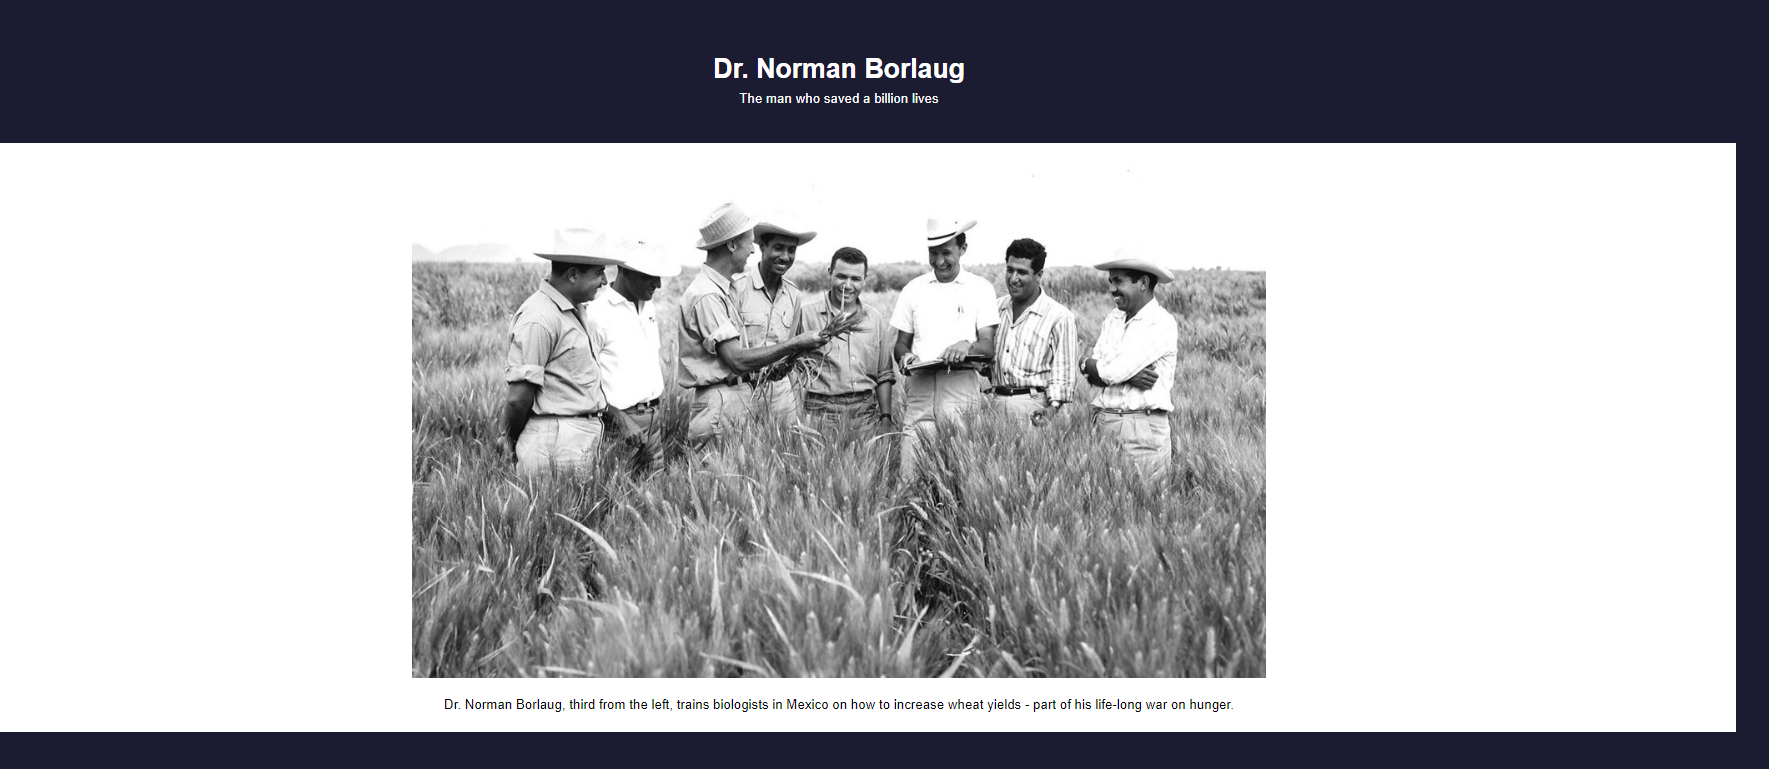 Dr. Norman Borlaug
The man who saved a billion lives
Dr. Norman Borlaug, third from the left, trains biologists in Mexico on how to increase wheat yields - part of his life-long war on hunger.